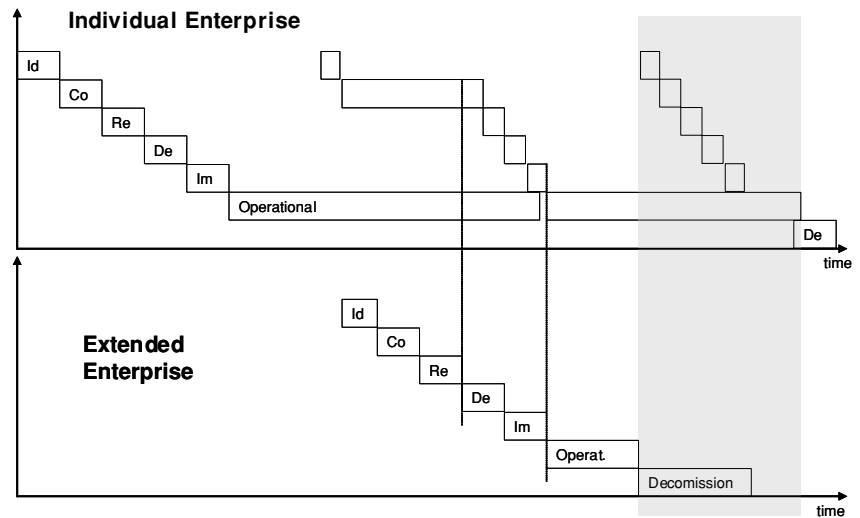 Individual Enterprise
Id
Co
Re
De
Im
Operational
De
time
Id
Co
Extended
Enterprise
Re
De
Im
Operat.
Decomission
time